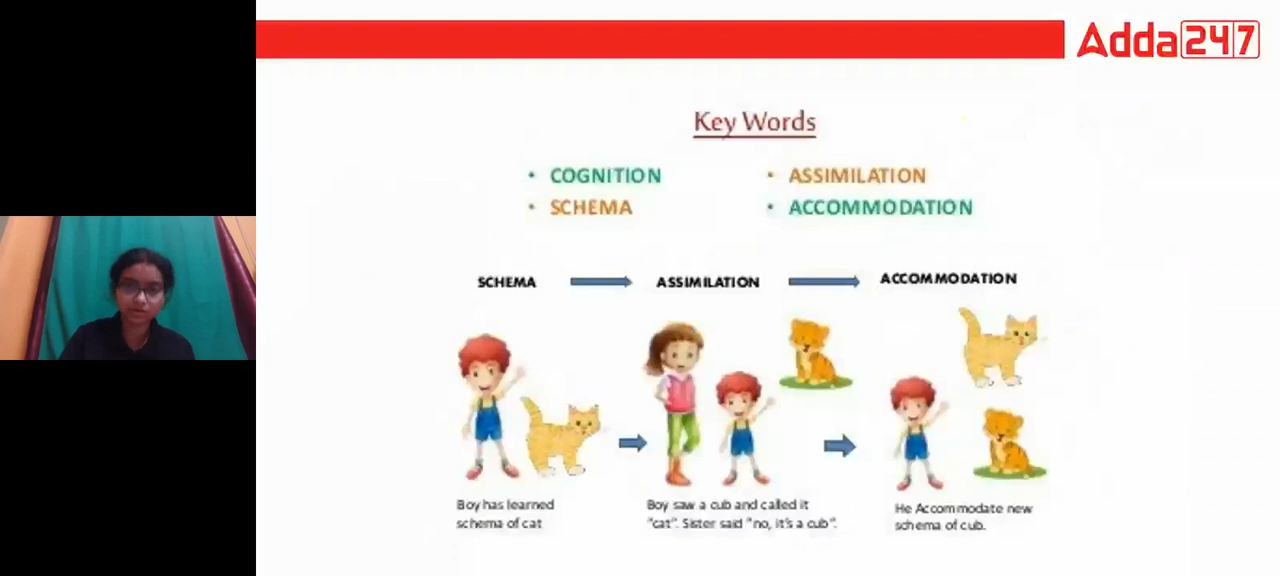 Adda247
Key Words
• COGNITION
• SCHEMA
• ASSIMILATION
• ACCOMMODATION
SCHEMA
ASSIMILATION
ACCOMMODATION
Boy has learned
schema of cat
Boy saw a cub and called it
"cat". Sister said "no, it's a cub".
He Accommodate new
schema of cub.